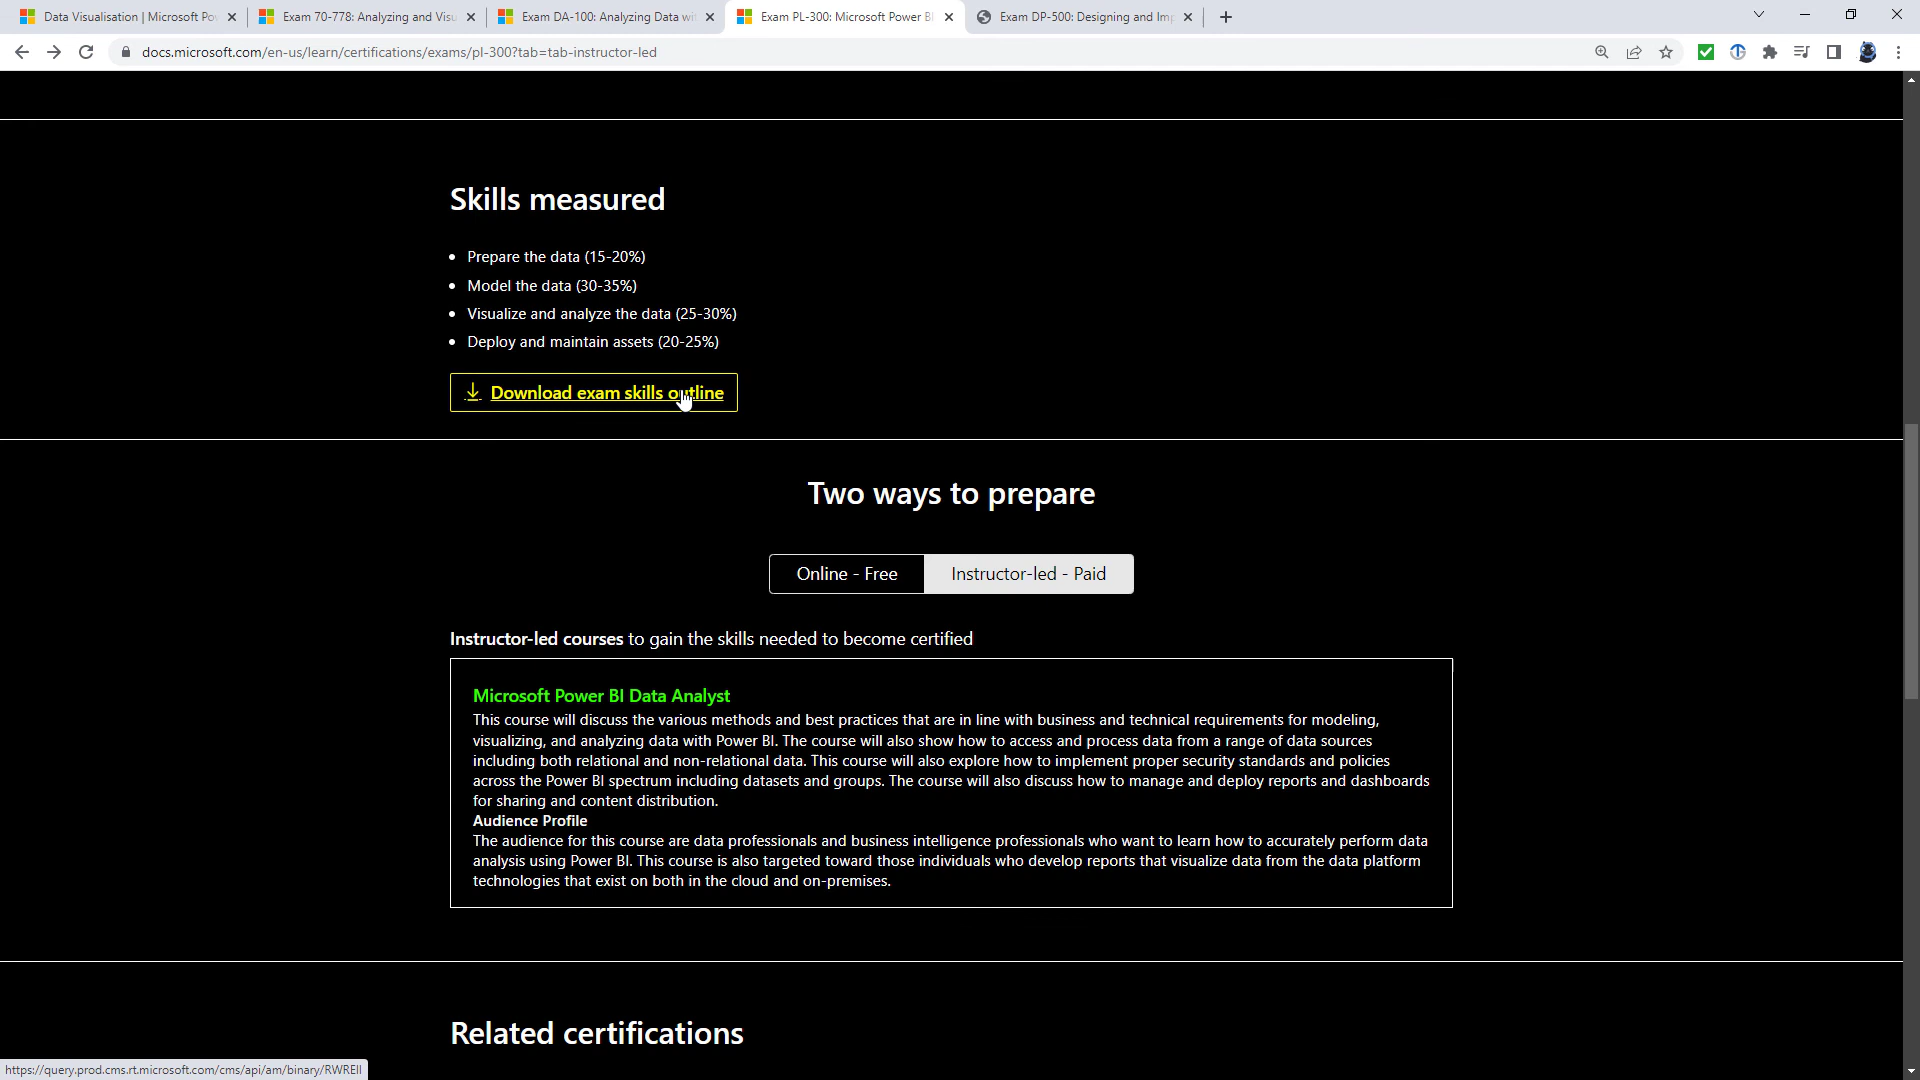 Data Visualisation | Microsoft Po
Exam 70-778: Analyzing and Visu
Exam DA-100: Analyzing Data wi
Exam PL-300: Microsoft Power B
Exam DP-500: Designing and Im
docs.microsoft.com/en-us/learn/certifications/exams/pl-300?tab=tab-instructor-led
Skills measured
Prepare the data (15-20%)
Model the data (30-35%)
Visualize and analyze the data (25-30%)
Deploy and maintain assets (20-25%)
Download exam skills outline
Two ways to prepare
Online - Free
Instructor-led - Paid
Instructor-led courses to gain the skills needed to become certified
Microsoft Power BI Data Analyst
This course will discuss the various methods and best practices that are in line with business and technical requirements for modeling,
visualizing, and analyzing data with Power BI. The course will also show how to access and process data from a range of data sources
including both relational and non-relational data. This course will also explore how to implement proper security standards and policies
across the Power BI spectrum including datasets and groups. The course will also discuss how to manage and deploy reports and dashboards
for sharing and content distribution.
Audience Profile
The audience for this course are data professionals and business intelligence professionals who want to learn how to accurately perform data
analysis using Power BI. This course is also targeted toward those individuals who develop reports that visualize data from the data platform
technologies that exist on both in the cloud and on-premises.
Related certifications
https://query.prod.cms.rt.microsoft.com/cms/api/am/binary/RWREII